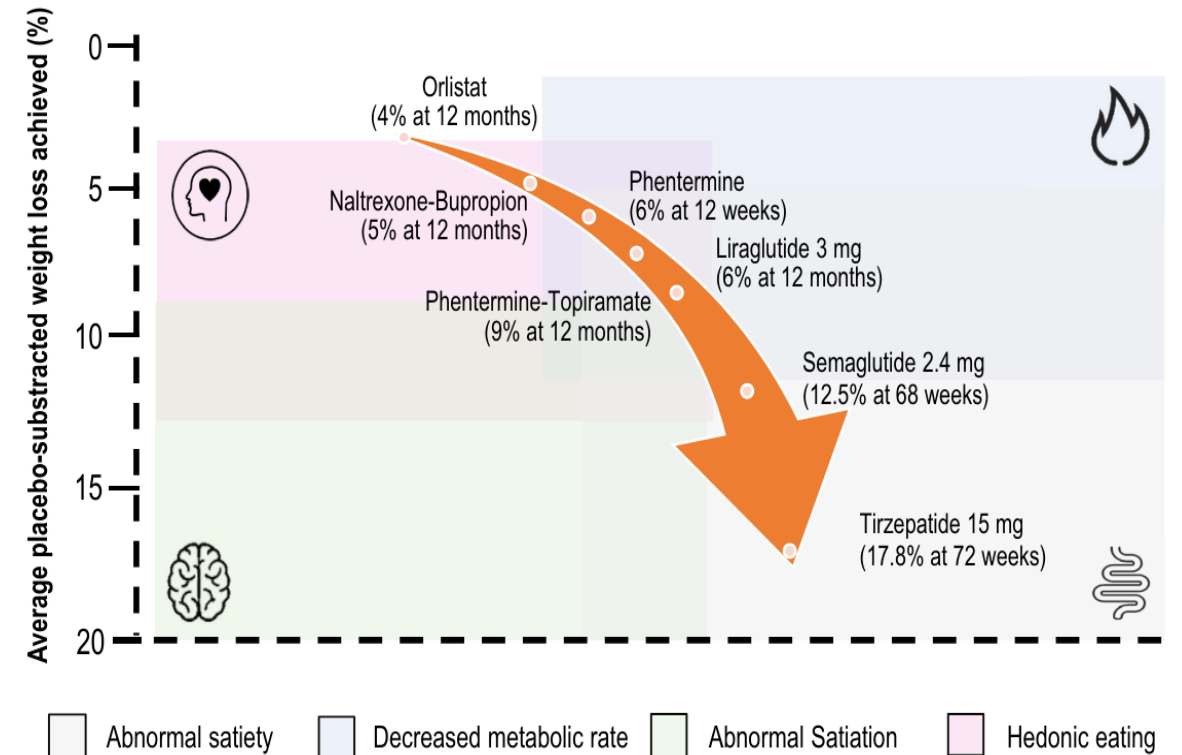 Average placebo-substracted weight loss achieved (%)
0
5
10
15
20
Orlistat
(4% at 12 months)
Naltrexone-Bupropion
(5% at 12 months)
Phentermine
(6% at 12 weeks)
Liraglutide 3 mg
(6% at 12 months)
Phentermine-Topiramate
(9% at 12 months)
Semaglutide 2.4 mg
(12.5% at 68 weeks)
Tirzepatide 15 mg
(17.8% at 72 weeks)
Abnormal satiety
Decreased metabolic rate
Abnormal Satiation
Hedonic eating